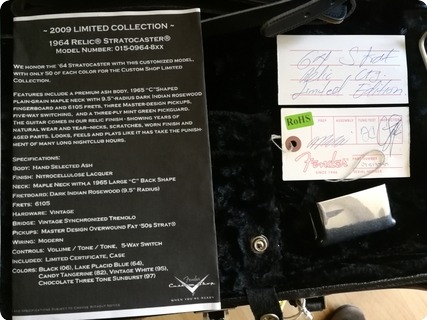 ~ 2009 Limited Collection ~
1964 Relic® Stratocaster®
Model Number: 015-0964-8xx
We honor the '64 Stratocaster with this customized model.
With only 50 of each color for the Custom Shop Limited
Collection.
Features include a premium ash body, 1965 "C"Shaped
plain-grain maple neck with 9.5" radius dark Indian Rosewood
fingerboard and 6105 frets, three Master-design pickups,
five-way switching, and a three-ply mint green pickguard.
The guitar comes in our Relic finish - showing years of
natural wear and tear—nicks, scratches, worn finish and
aged parts. Looks, feels and plays like it has take the punish-
ment of many long nightclub hours.
Specifications:
Body: Hand Selected Ash
Finish: Nitrocellulose Lacquer
Neck: Maple Neck with a 1965 Large "C" Back Shape
Fretboard: Dark Indian Rosewood (9.5" Radius)
Frets: 6105
Hardware: Vintage
Bridge: Vintage Synchronized Tremolo
Pickups: Master Design Overwound Fat '50s Strat®
Wiring: Modern
Controls: Volume / Tone / Tone, 5-Way Switch
Included: Limited Certificate, Case
Colors: Black (06), Lake Placid Blue (64),
Candy Tangerine (82), Vintage White (95),
Chocolate Three Tone Sunburst (97)
Custom Shop
64 Strat
Relic
Limited Edition
RoHS
Fender